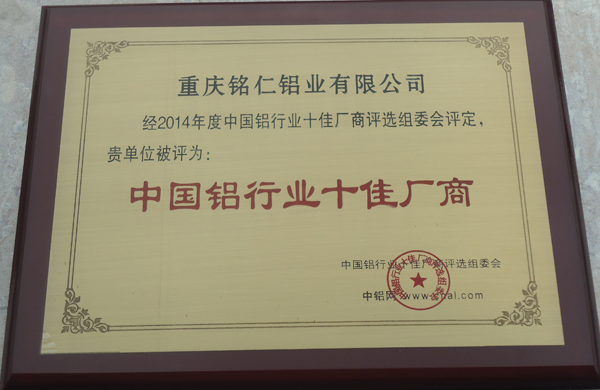 重庆铭仁铝业有限公司
经2014年度中国铝行业十佳厂商评选组委会评定，
贵单位被评为：
中国铝行业十佳厂商
中国铝行业十佳厂商评选组委会
中铝网